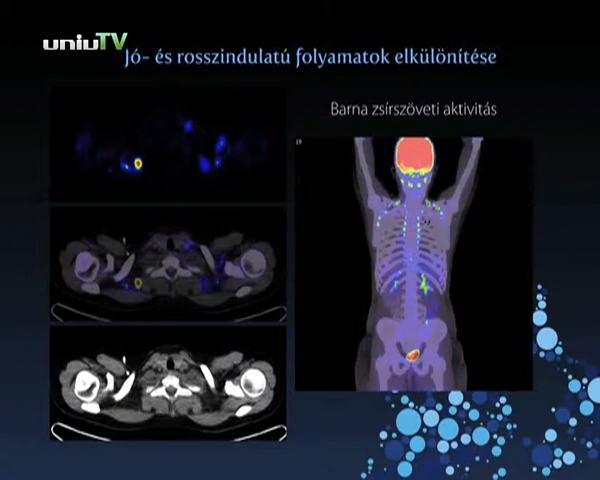 uniuTV
Jó- és rosszindulatú folyamatok elkülönítése
Barna zsírszöveti aktivitás